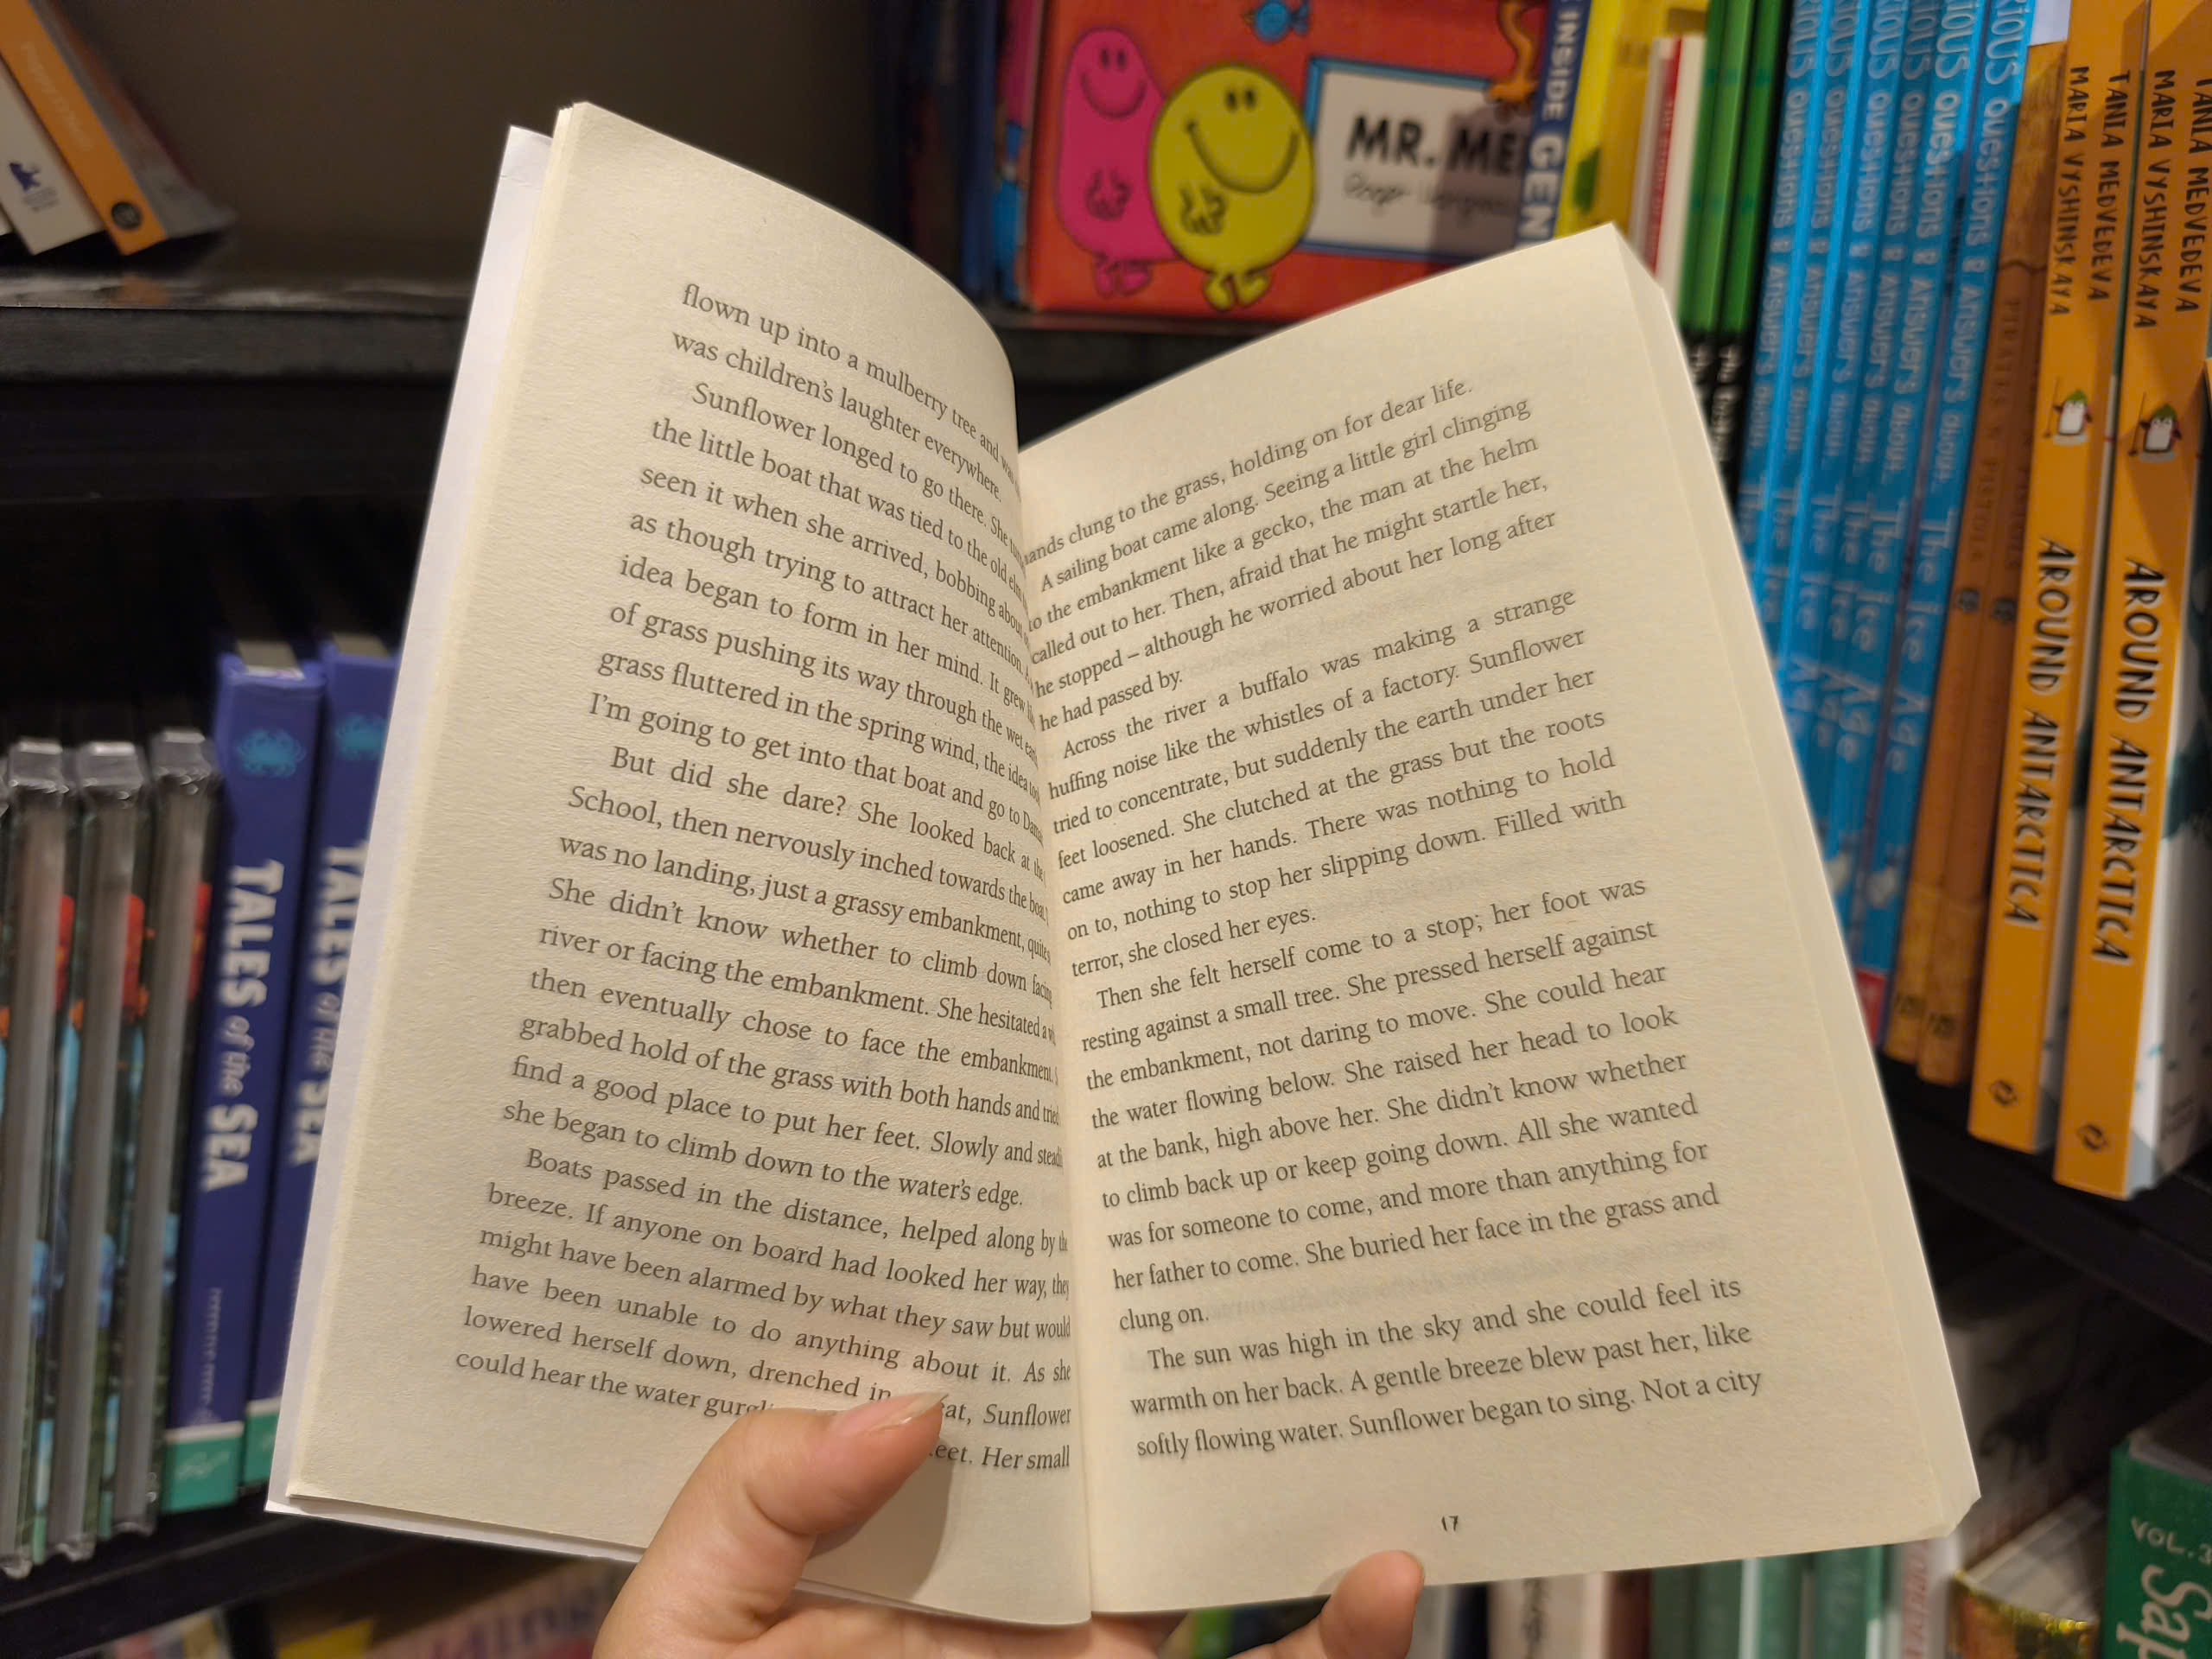 flown up into a mulberry tree and
was children's laughter everywhere.
Sunflower longed to go there. She
the little boat that was tied to the old
seen it when she arrived, bobbing about
as though trying to attract her attention.
idea began to form in her mind. It grew
of grass pushing its way through the wet
grass fluttered in the spring wind, the idea
I'm going to get into that boat and go to
But did she dare? She looked back at the
School, then nervously inched towards the
was no landing, just a grassy embankment,
She didn't know whether to climb down
river or facing the embankment. She hesitated a
then eventually chose to face the embankment.
grabbed hold of the grass with both hands and
find a good place to put her feet. Slowly and
she began to climb down to the water's edge.
Boats passed in the distance, helped along by
breeze. If anyone on board had looked her way, they
might have been alarmed by what they saw but would
have been unable to do anything about it. As she
lowered herself down, drenched in Sunflower
could hear the water Her small
clung to the grass, holding on for dear life.
A sailing boat came along. Seeing a little girl clinging
to the embankment like a gecko, the man at the helm
called out to her. Then, afraid that he might startle her,
he stopped – although he worried about her long after
he had passed by.
Across the river a buffalo was making a strange
huffing noise like the whistles of a factory. Sunflower
tried to concentrate, but suddenly the earth under her
feet loosened. She clutched at the grass but the roots
came away in her hands. There was nothing to hold
on to, nothing to stop her slipping down. Filled with
terror, she closed her eyes.
Then she felt herself come to a stop; her foot was
resting against a small tree. She pressed herself against
the embankment, not daring to move. She could hear
the water flowing below. She raised her head to look
at the bank, high above her. She didn't know whether
to climb back up or keep going down. All she wanted
was for someone to come, and more than anything for
her father to come. She buried her face in the grass and
clung on.
The sun was high in the sky and she could feel its
warmth on her back. A gentle breeze blew past her, like
softly flowing water. Sunflower began to sing. Not a city
17
MR.
INSIDE
QUESTIONS & ANSWERS The Ice Age
QUESTIONS & ANSWERS The Ice Age
QUESTIONS & ANSWERS The Ice Age
QUESTIONS & ANSWERS The Ice Age
TANIA MEDVEDEVA
MARIA VYSHINSKAYA
AROUND ANTARCTICA
TANIA MEDVEDEVA
MARIA VYSHINSKAYA
AROUND ANTARCTICA
TALES of the SEA
TALES of the SEA
VOL.